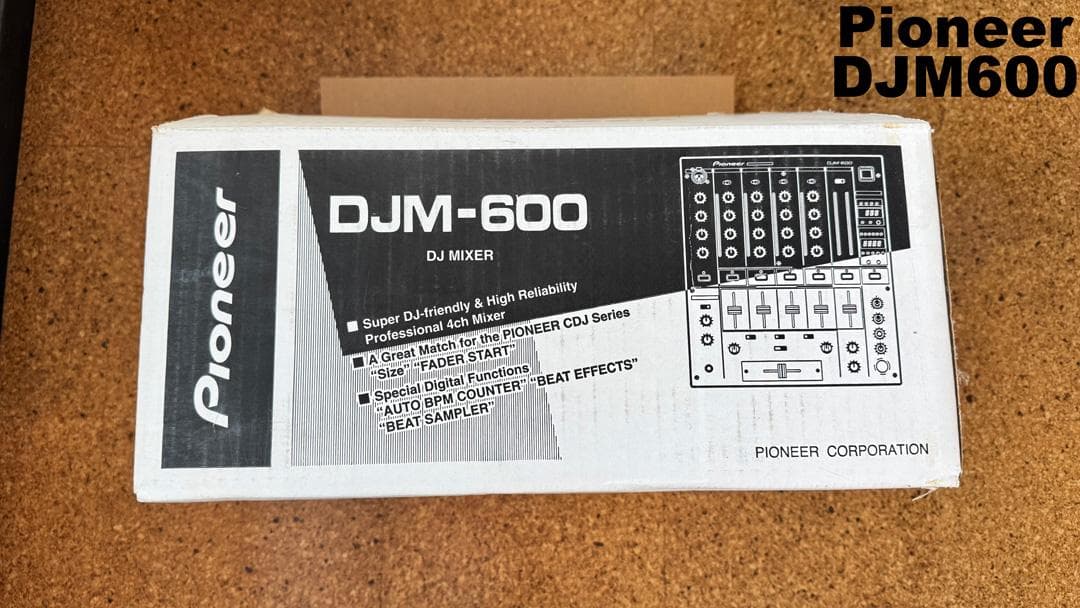 Pioneer
DJM600
Pioneer
DJM-600
DJ MIXER
■ Super DJ-friendly & High Reliability
Professional 4ch Mixer
■ A Great Match for the PIONEER CDJ Series
“Size” “FADER START”
■ Special Digital Functions
“AUTO BPM COUNTER” “BEAT EFFECTS”
“BEAT SAMPLER”
Pioneer
DJM-600
PIONEER CORPORATION